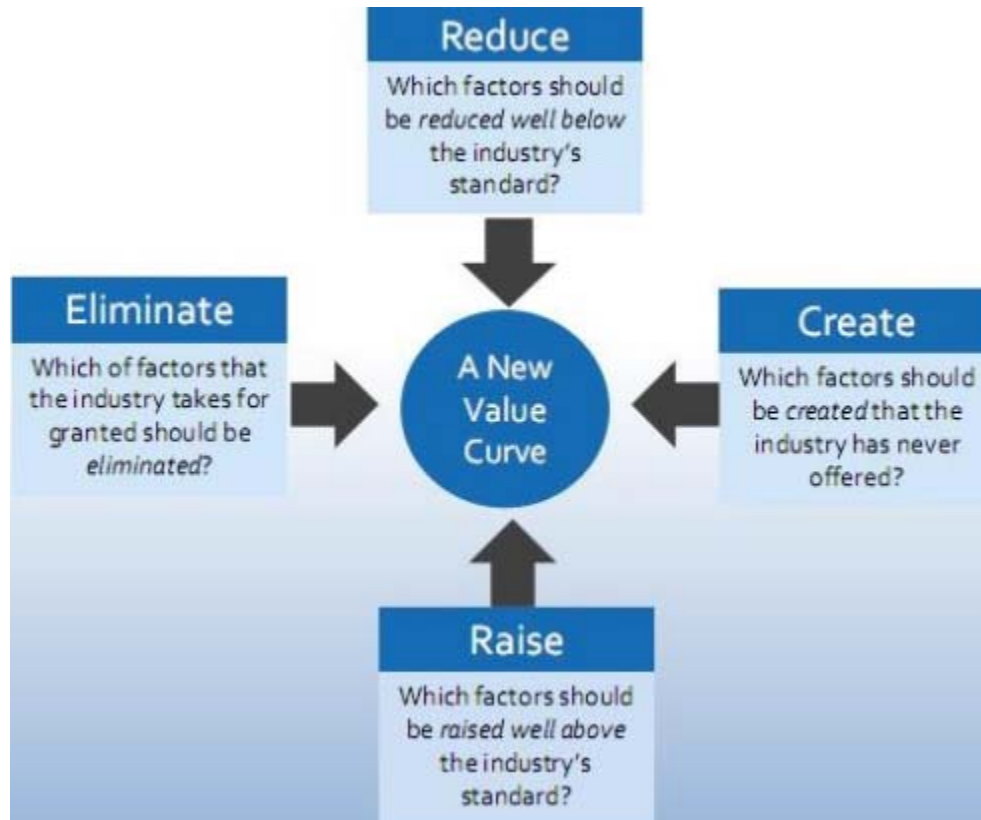 Reduce
Which factors should
be reduced well below
the industry's
standard?
Eliminate
Which of factors that
the industry takes for
granted should be
eliminated?
A New
Value
Curve
Create
Which factors should
be created that the
industry has never
offered?
Raise
Which factors should
be raised well above
the industry's
standard?